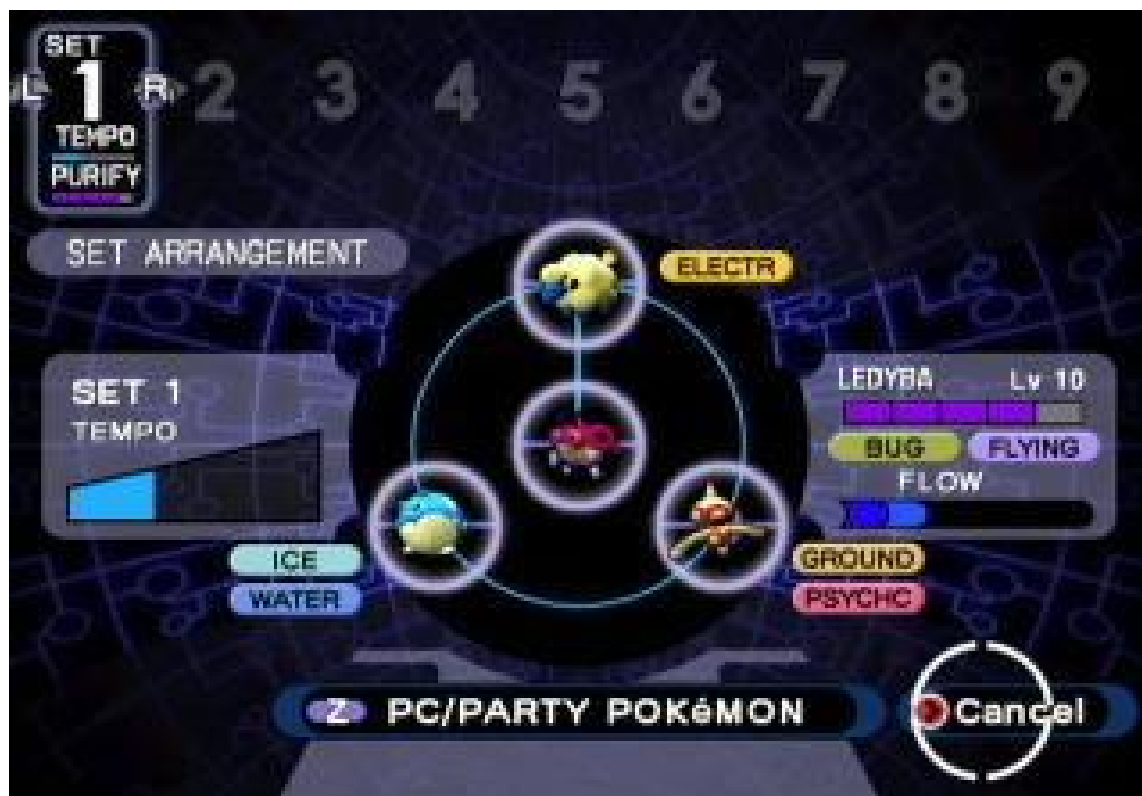 SET
L 1 R 2 3 4 5 6 7 8 9
TEMPO
PURIFY
SET ARRANGEMENT
ELECTR
SET 1
TEMPO
LEDYBA Lv 10
BUG FLYING
FLOW
ICE
WATER
GROUND
PSYCHC
Z PC/PARTY POKéMON
Cancel